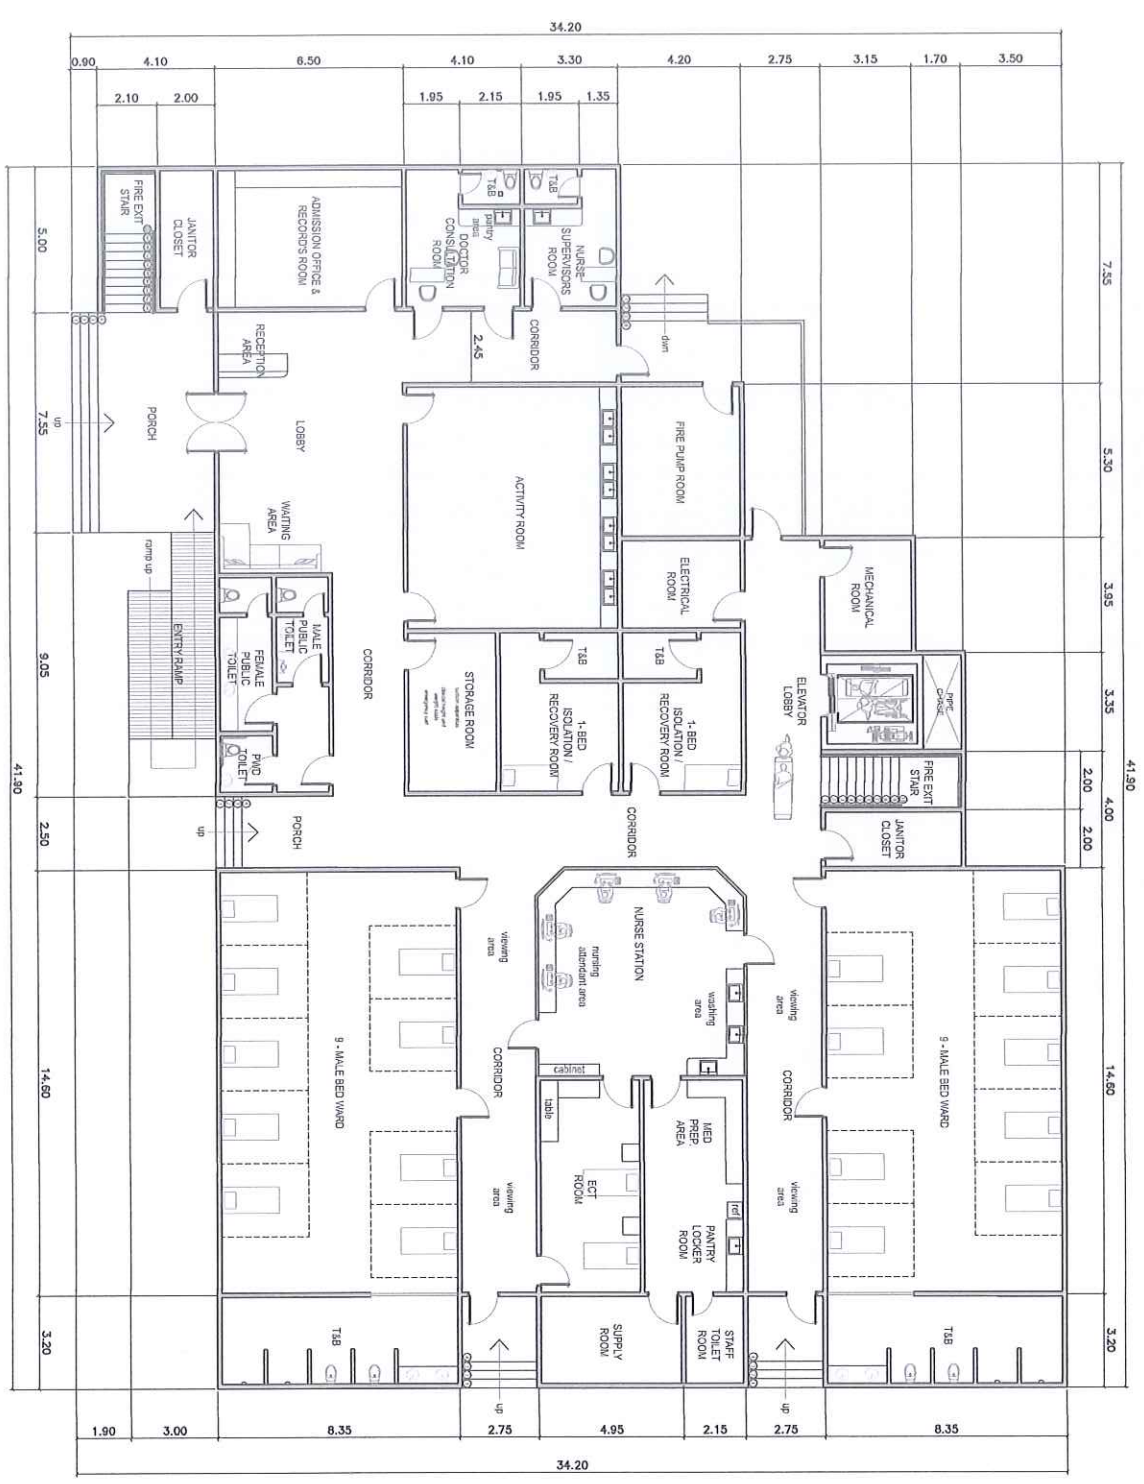 34.20
0.90
4.10
6.50
4.10
3.30
4.20
2.75
3.15
1.70
3.50
2.10
2.00
1.95
2.15
1.95
1.35
FIRE EXIT
STAIR
JANITOR
CLOSET
ADMISSION OFFICE &
RECORD'S ROOM
T&B
T&B
pantry
area
DOCTOR
CONSULTATION
ROOM
NURSE
SUPERVISORS
ROOM
5.00
7.55
dwn
RECEPTION
AREA
2.45
CORRIDOR
7.55
up
PORCH
LOBBY
ACTIVITY ROOM
FIRE PUMP ROOM
5.30
WAITING
AREA
ramp up
ENTRY RAMP
MALE
PUBLIC
TOILET
FEMALE
PUBLIC
TOILET
PWD
TOILET
CORRIDOR
STORAGE ROOM
T&B
T&B
ELECTRICAL
ROOM
MECHANICAL
ROOM
3.95
9.05
1- BED
ISOLATION /
RECOVERY ROOM
1- BED
ISOLATION /
RECOVERY ROOM
ELEVATOR
LOBBY
PIPE
CHASE
3.35
FIRE EXIT
STAIR
2.00
4.00
41.90
41.90
2.50
up
PORCH
CORRIDOR
JANITOR
CLOSET
2.00
viewing
area
NURSE STATION
nursing
attendant area
washing
area
viewing
area
14.60
9 - MALE BED WARD
CORRIDOR
cabinet
table
ECT
ROOM
MED
PREP.
AREA
CORRIDOR
9 - MALE BED WARD
14.60
viewing
area
ref
PANTRY
LOCKER
ROOM
viewing
area
3.20
T&B
up
SUPPLY
ROOM
STAFF
TOILET
ROOM
up
T&B
3.20
1.90
3.00
8.35
2.75
4.95
2.15
2.75
8.35
34.20